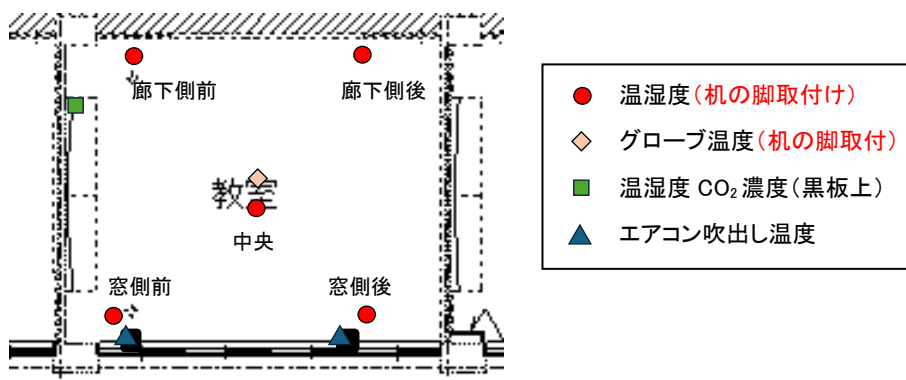 廊下側前
廊下側後
教室
中央
窓側前
窓側後
温湿度(机の脚取付け)
グローブ温度(机の脚取付)
温湿度 CO₂ 濃度(黒板上)
エアコン吹出し温度